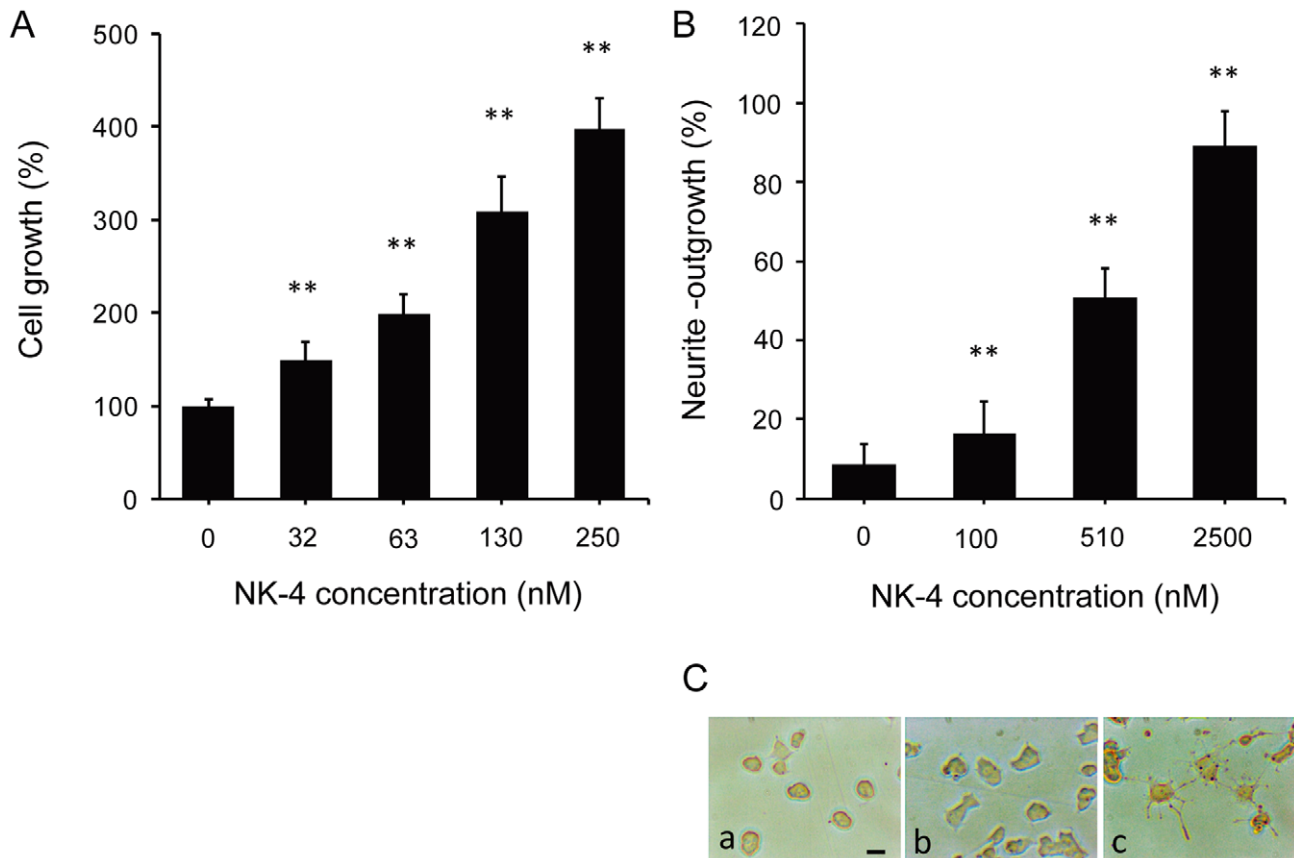 A
500
400
300
200
100
0
Cell growth (%)
**
**
**
**
0 32 63 130 250
NK-4 concentration (nM)
B
120
100
80
60
40
20
0
Neurite -outgrowth (%)
**
**
**
0 100 510 2500
NK-4 concentration (nM)
C
a b c